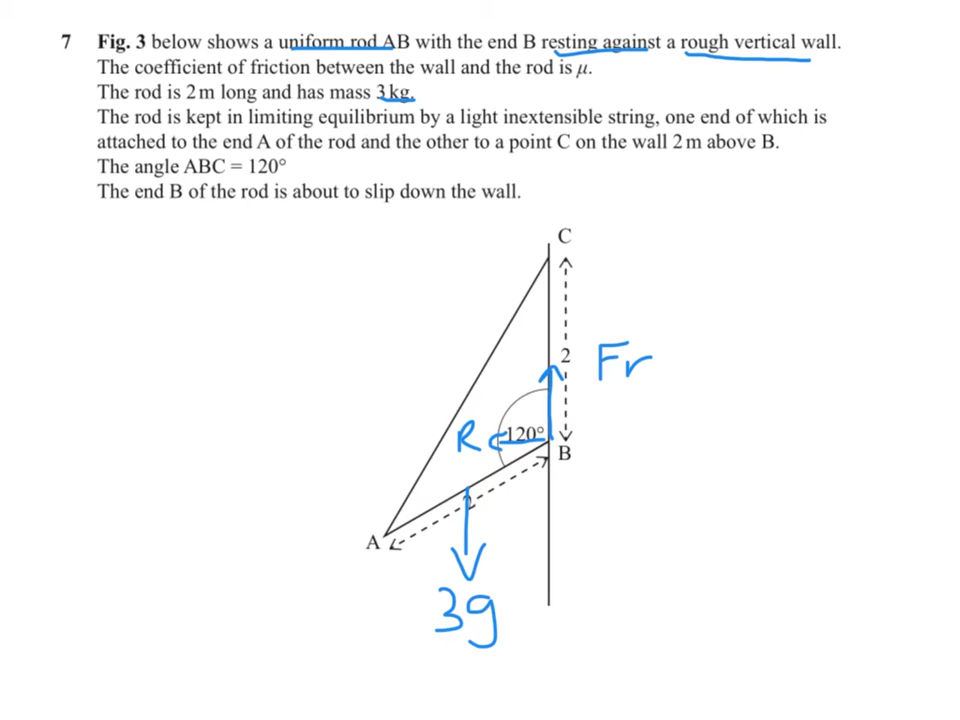 7 Fig. 3 below shows a uniform rod AB with the end B resting against a rough vertical wall.
The coefficient of friction between the wall and the rod is μ.
The rod is 2 m long and has mass 3 kg.
The rod is kept in limiting equilibrium by a light inextensible string, one end of which is
attached to the end A of the rod and the other to a point C on the wall 2 m above B.
The angle ABC = 120°
The end B of the rod is about to slip down the wall.
C
2
Fr
R
120°
B
2
A
3g